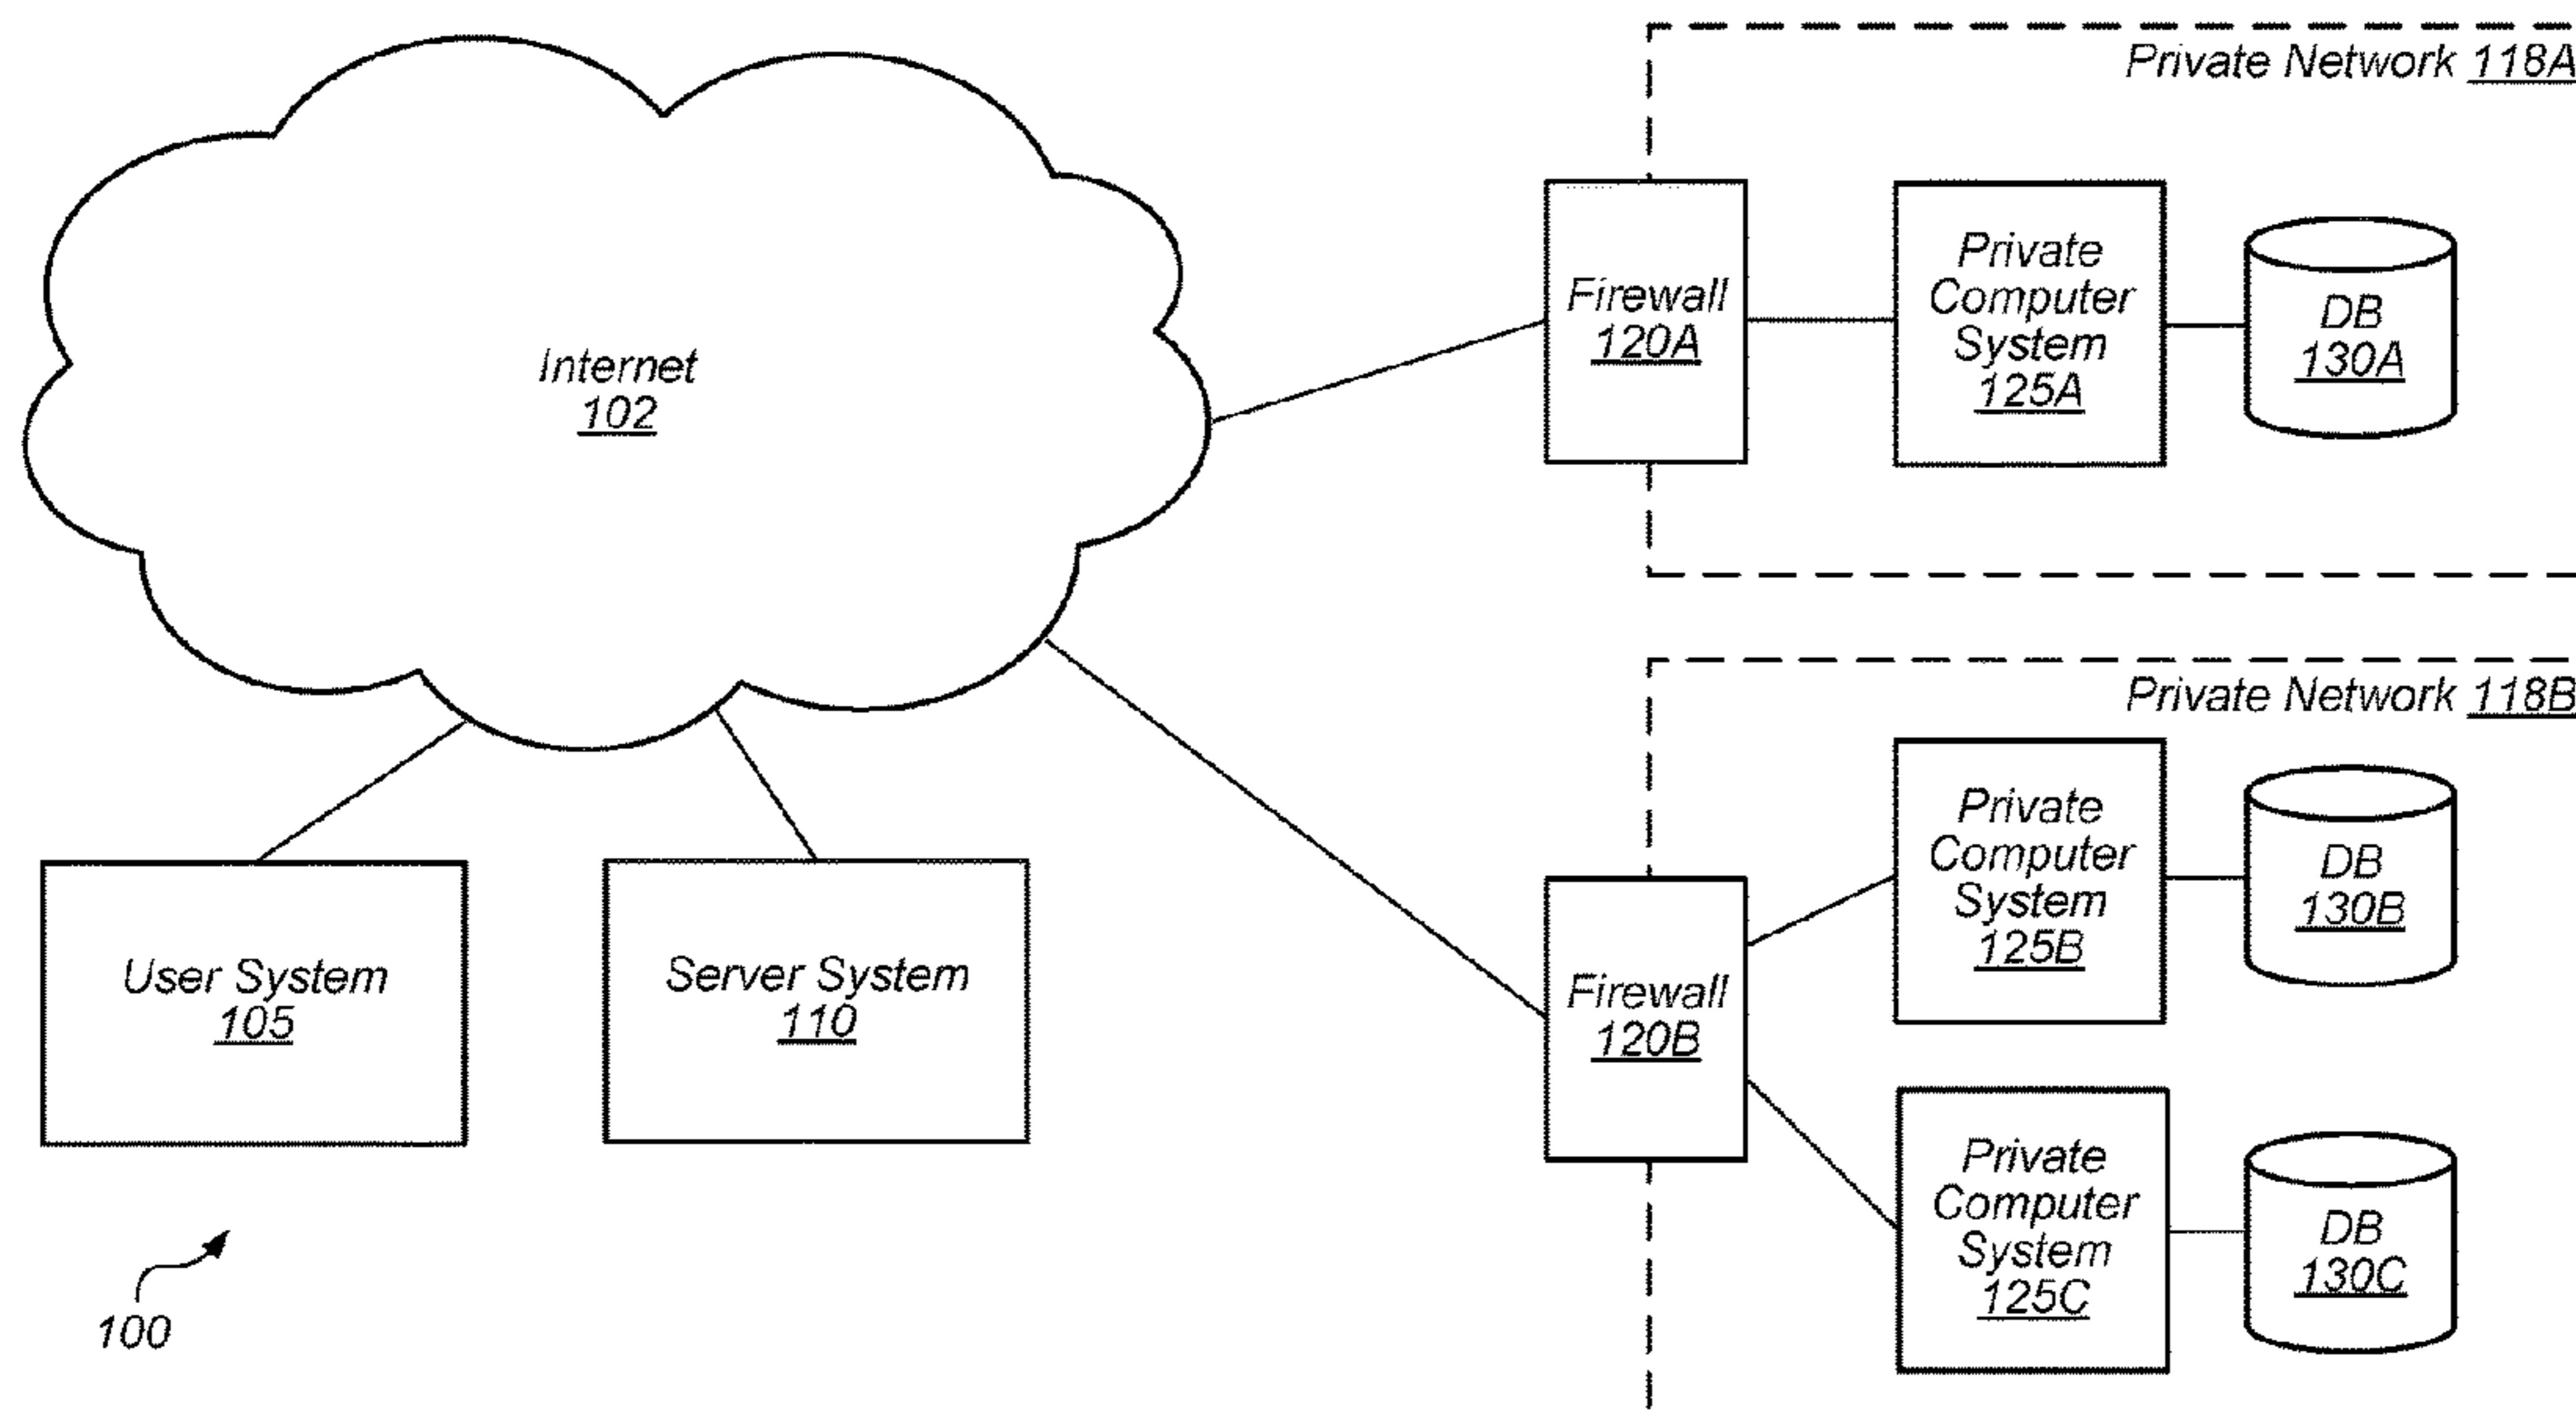 Private Network 118A
Internet
102
Firewall
120A
Private
Computer
System
125A
DB
130A
Private Network 118B
User System
105
Server System
110
Firewall
120B
Private
Computer
System
125B
DB
130B
Private
Computer
System
125C
DB
130C
100